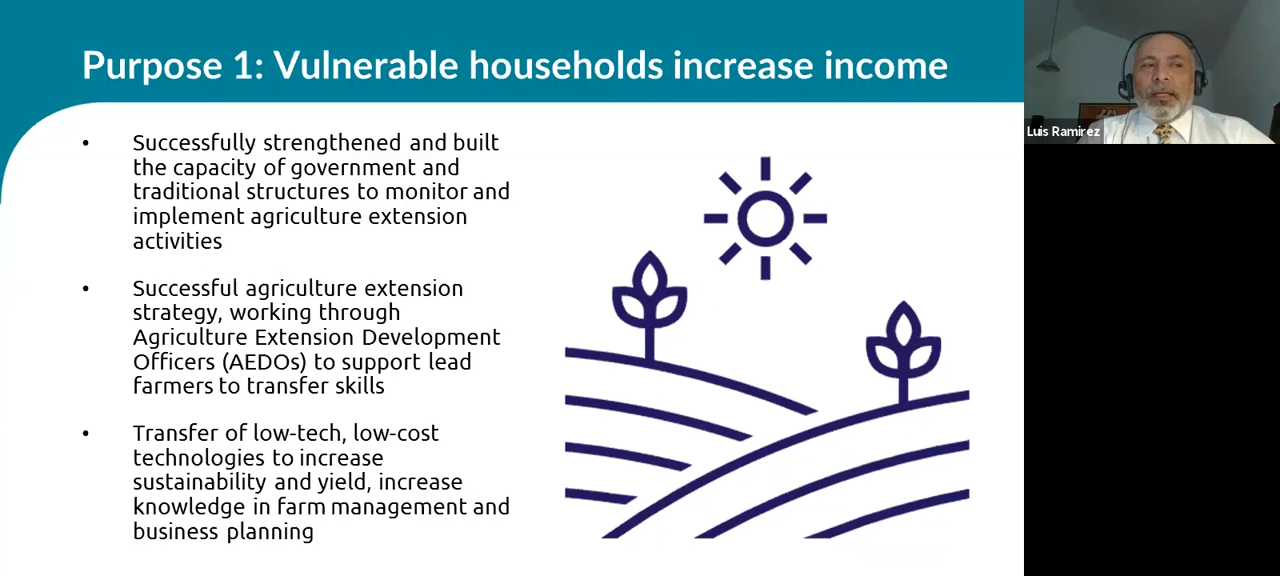 Purpose 1: Vulnerable households increase income
• Successfully strengthened and built
the capacity of government and
traditional structures to monitor and
implement agriculture extension
activities
• Successful agriculture extension
strategy, working through
Agriculture Extension Development
Officers (AEDOs) to support lead
farmers to transfer skills
• Transfer of low-tech, low-cost
technologies to increase
sustainability and yield, increase
knowledge in farm management and
business planning
Luis Ramirez